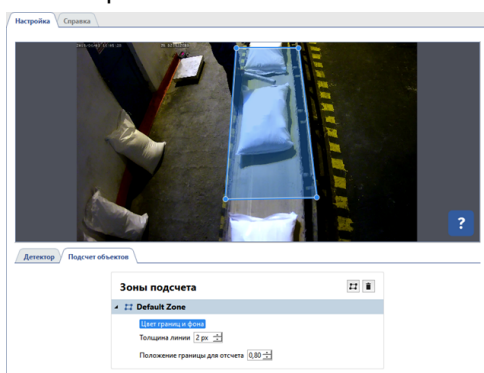 Настройка Справка
?
Детектор Подсчет объектов
Зоны подсчета
Default Zone
Цвет границ и фона
Толщина линии 2 px
Положение границы для отсчета 0,80